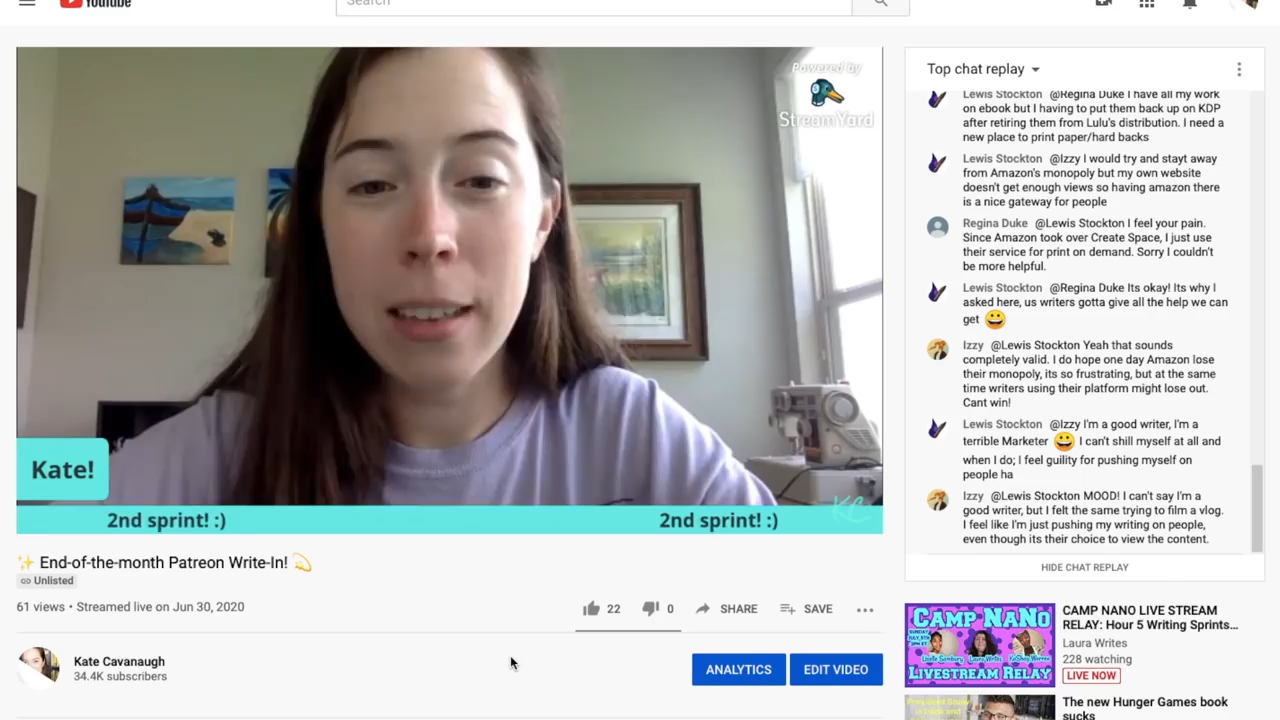 YouTube
Search
Powered by
StreamYard
Kate!
KC
2nd sprint! :)
2nd sprint! :)
✨ End-of-the-month Patreon Write-In! 💫
Unlisted
61 views • Streamed live on Jun 30, 2020
22
0
SHARE
SAVE
Kate Cavanaugh
34.4K subscribers
ANALYTICS
EDIT VIDEO
Top chat replay
Lewis Stockton @Regina Duke I have all my work
on ebook but I having to put them back up on KDP
after retiring them from Lulu's distribution. I need a
new place to print paper/hard backs
Lewis Stockton @Izzy I would try and stayt away
from Amazon's monopoly but my own website
doesn't get enough views so having amazon there
is a nice gateway for people
Regina Duke @Lewis Stockton I feel your pain.
Since Amazon took over Create Space, I just use
their service for print on demand. Sorry I couldn't
be more helpful.
Lewis Stockton @Regina Duke Its okay! Its why I
asked here, us writers gotta give all the help we can
get 😀
Izzy @Lewis Stockton Yeah that sounds
completely valid. I do hope one day Amazon lose
their monopoly, its so frustrating, but at the same
time writers using their platform might lose out.
Cant win!
Lewis Stockton @Izzy I'm a good writer, I'm a
terrible Marketer 😀 I can't shill myself at all and
when I do; I feel guility for pushing myself on
people ha
Izzy @Lewis Stockton MOOD! I can't say I'm a
good writer, but I felt the same trying to film a vlog.
I feel like I'm just pushing my writing on people,
even though its their choice to view the content.
HIDE CHAT REPLAY
CAMP NANO
LIVESTREAM RELAY
CAMP NANO LIVE STREAM
RELAY: Hour 5 Writing Sprints...
Laura Writes
228 watching
LIVE NOW
The new Hunger Games book
sucks